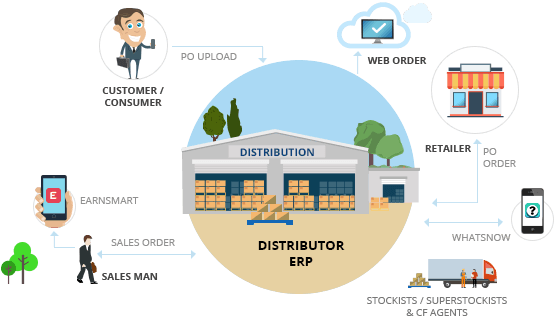 PO UPLOAD
WEB ORDER
CUSTOMER /
CONSUMER
DISTRIBUTION
RETAILER
PO
ORDER
E
EARNSMART
?
SALES ORDER
WHATSNOW
DISTRIBUTOR
ERP
SALES MAN
STOCKISTS / SUPERSTOCKISTS
& CF AGENTS